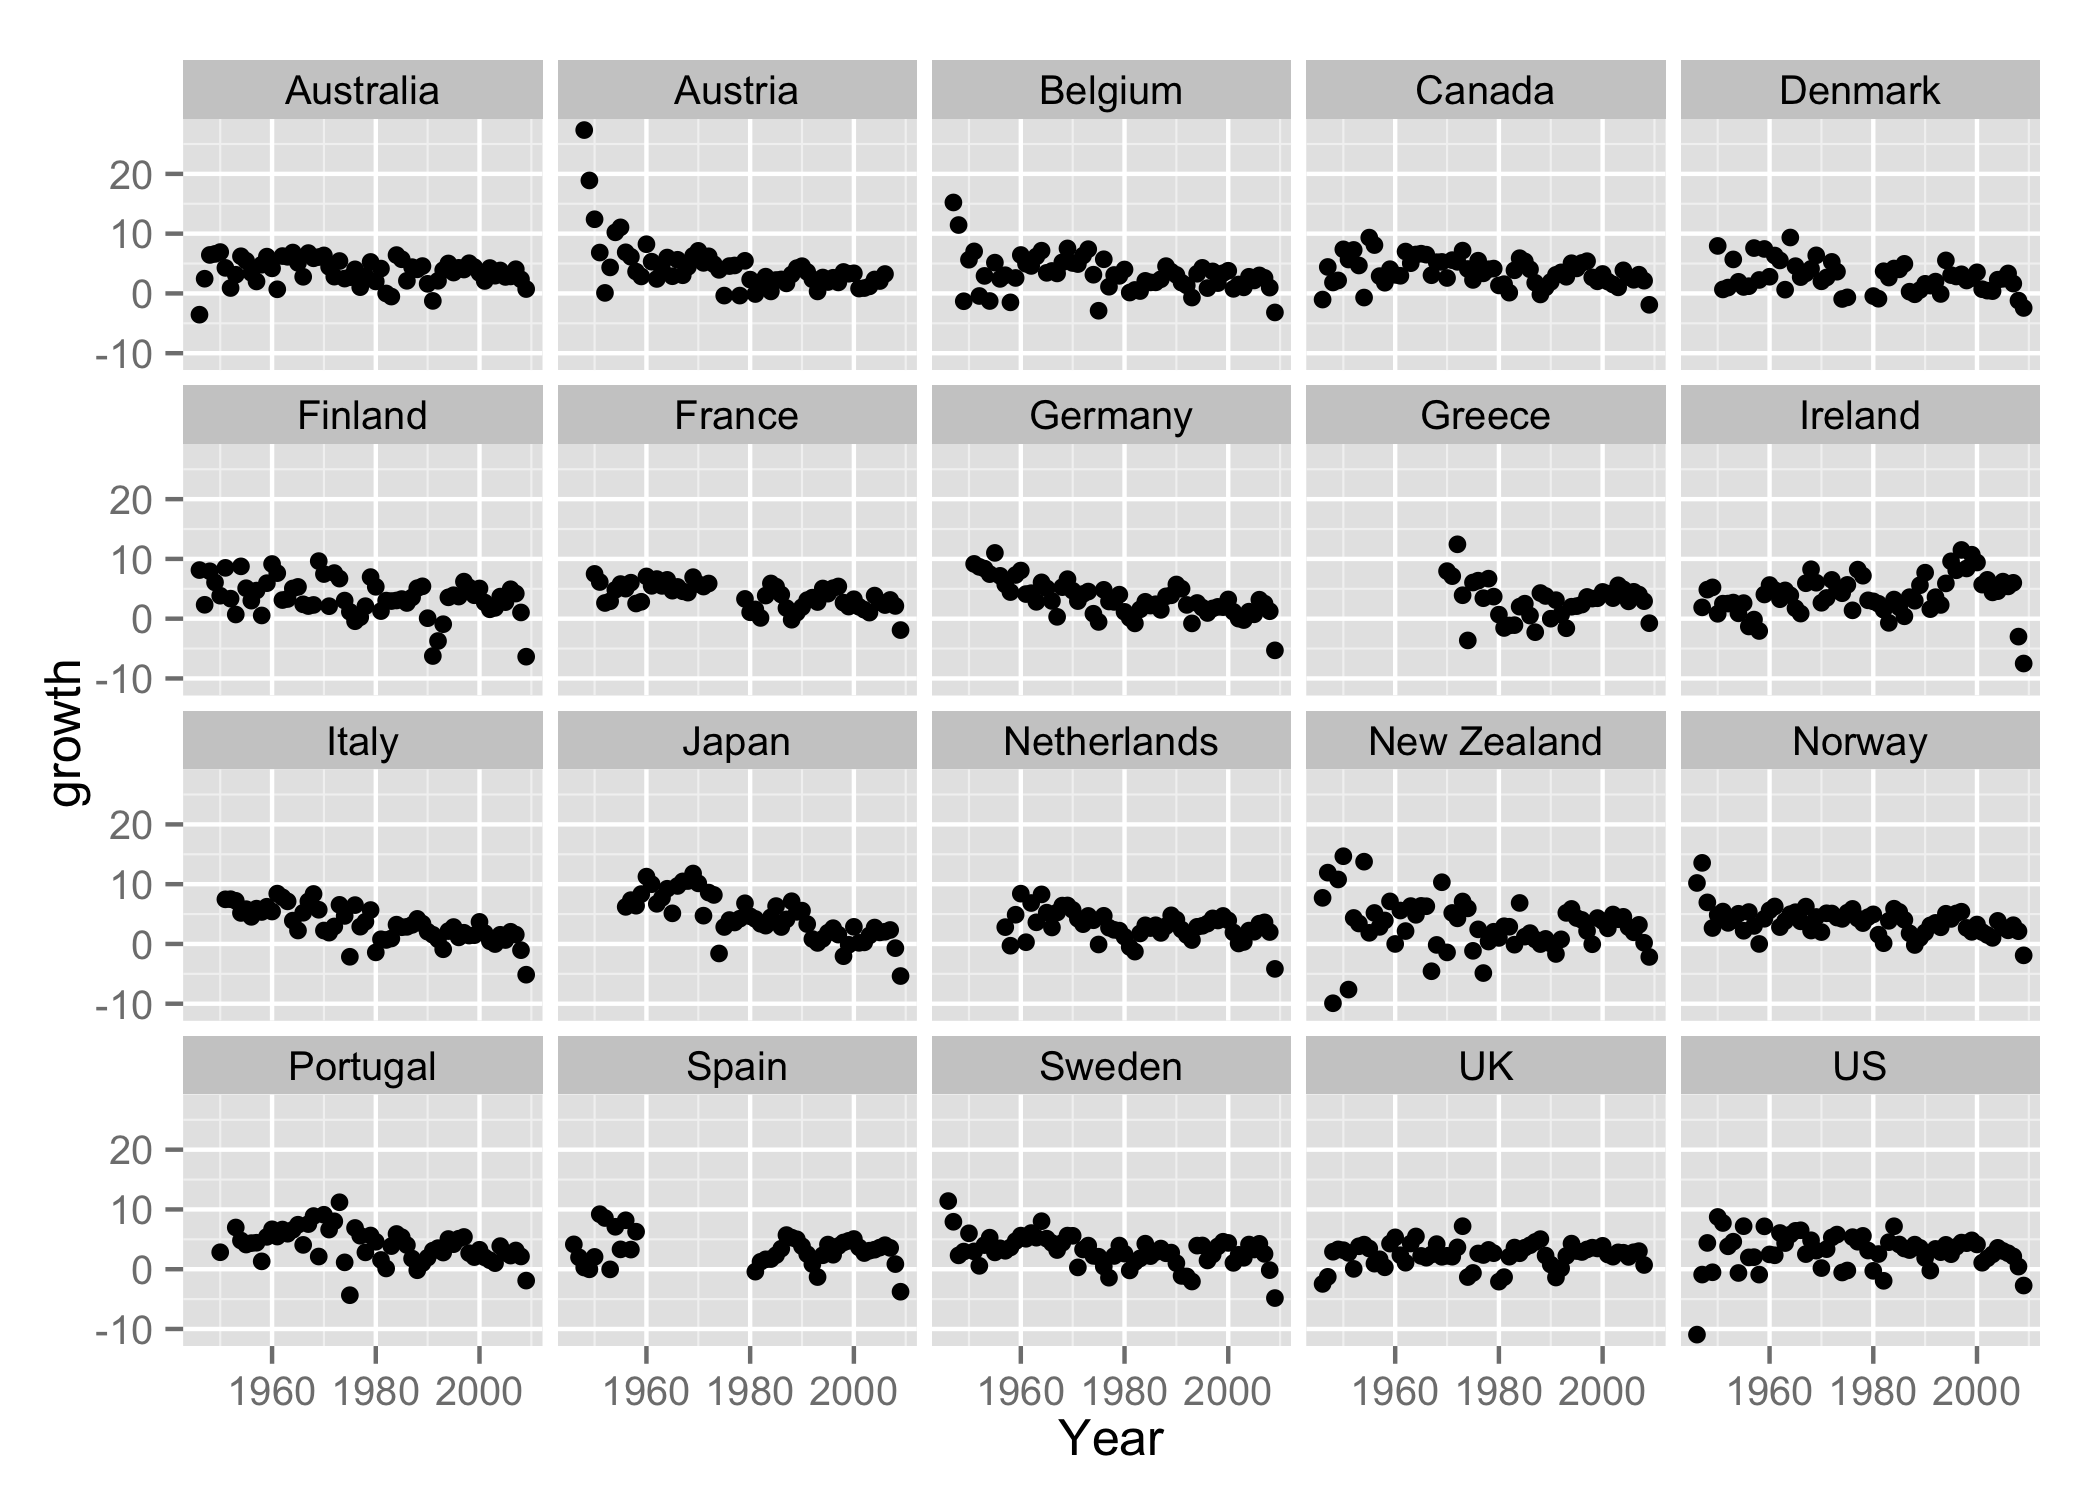 Australia Austria Belgium Canada Denmark
20
10
0
-10
Finland France Germany Greece Ireland
20
10
0
-10
growth
Italy Japan Netherlands New Zealand Norway
20
10
0
-10
Portugal Spain Sweden UK US
20
10
0
-10
1960 1980 2000 1960 1980 2000 1960 1980 2000 1960 1980 2000 1960 1980 2000
Year